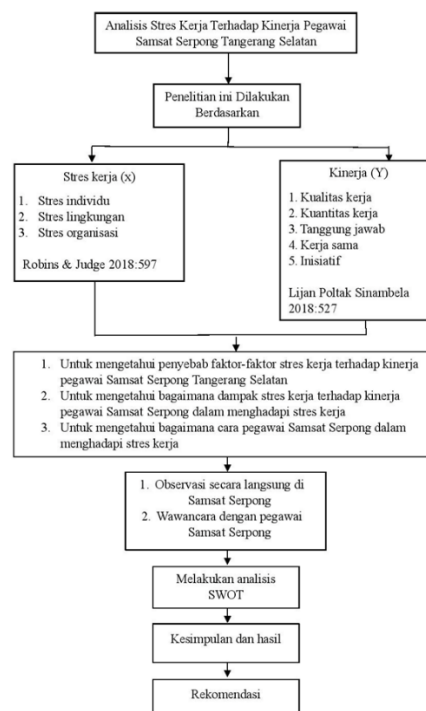 Analisis Stres Kerja Terhadap Kinerja Pegawai
Samsat Serpong Tangerang Selatan
Penelitian ini Dilakukan
Berdasarkan
Stres kerja (x)
1. Stres individu
2. Stres lingkungan
3. Stres organisasi
Robins & Judge 2018:597
Kinerja (Y)
1. Kualitas kerja
2. Kuantitas kerja
3. Tanggung jawab
4. Kerja sama
5. Inisiatif
Lijan Poltak Sinambela
2018:527
1. Untuk mengetahui penyebab faktor-faktor stres kerja terhadap kinerja
pegawai Samsat Serpong Tangerang Selatan
2. Untuk mengetahui bagaimana dampak stres kerja terhadap kinerja
pegawai Samsat Serpong dalam menghadapi stres kerja
3. Untuk mengetahui bagaimana cara pegawai Samsat Serpong dalam
menghadapi stres kerja
1. Observasi secara langsung di
Samsat Serpong
2. Wawancara dengan pegawai
Samsat Serpong
Melakukan analisis
SWOT
Kesimpulan dan hasil
Rekomendasi